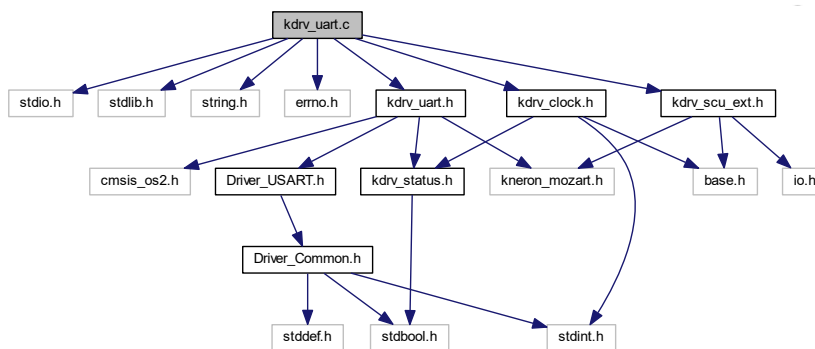 kdrv_uart.c
stdio.h
stdlib.h
string.h
errno.h
kdrv_uart.h
kdrv_clock.h
kdrv_scu_ext.h
cmsis_os2.h
Driver_USART.h
kdrv_status.h
kneron_mozart.h
base.h
io.h
Driver_Common.h
stddef.h
stdbool.h
stdint.h